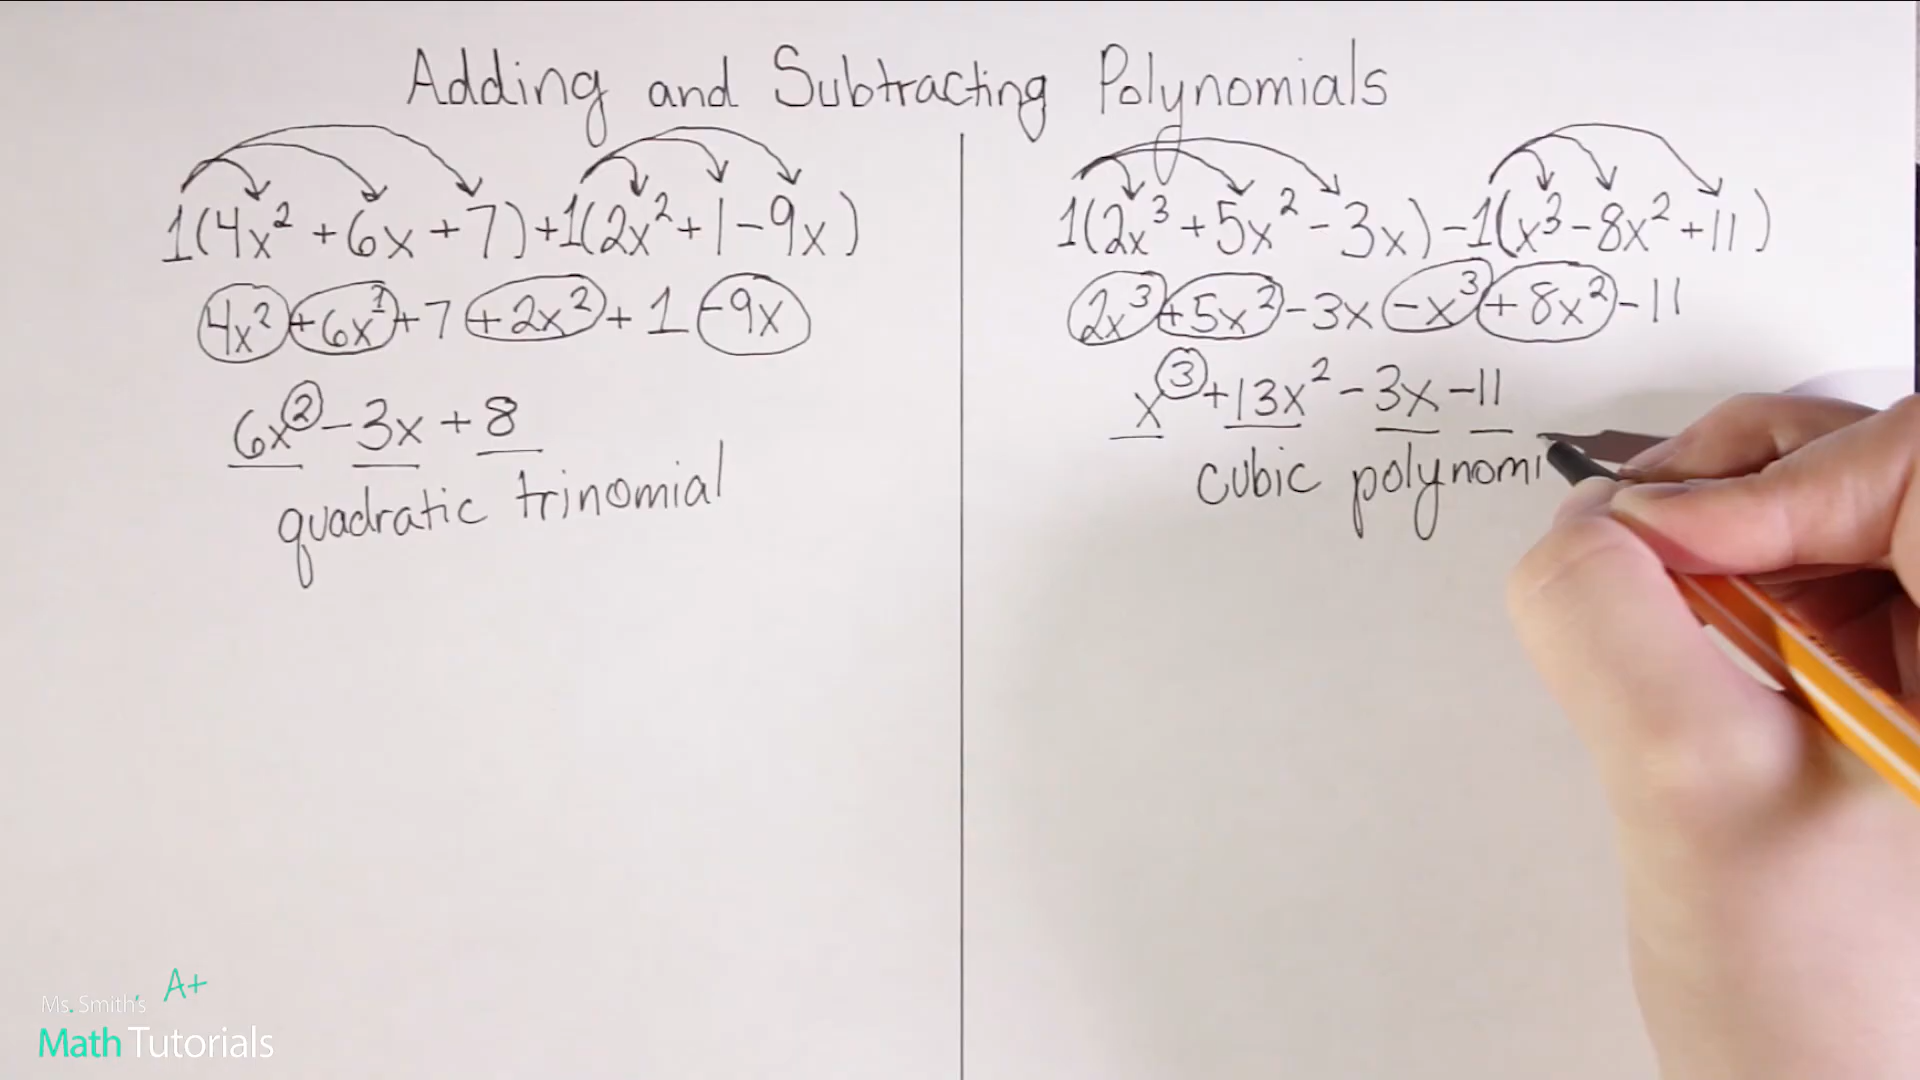 Adding and Subtracting Polynomials
1(4x² + 6x + 7) + 1(2x² + 1 - 9x)
4x² + 6x¹ + 7 + 2x² + 1 - 9x
6x² - 3x + 8
quadratic trinomial
1(2x³ + 5x² - 3x) - 1(x³ - 8x² + 11)
2x³ + 5x² - 3x - x³ + 8x² - 11
x³ + 13x² - 3x - 11
cubic polynomi
Ms. Smith's A+
Math Tutorials